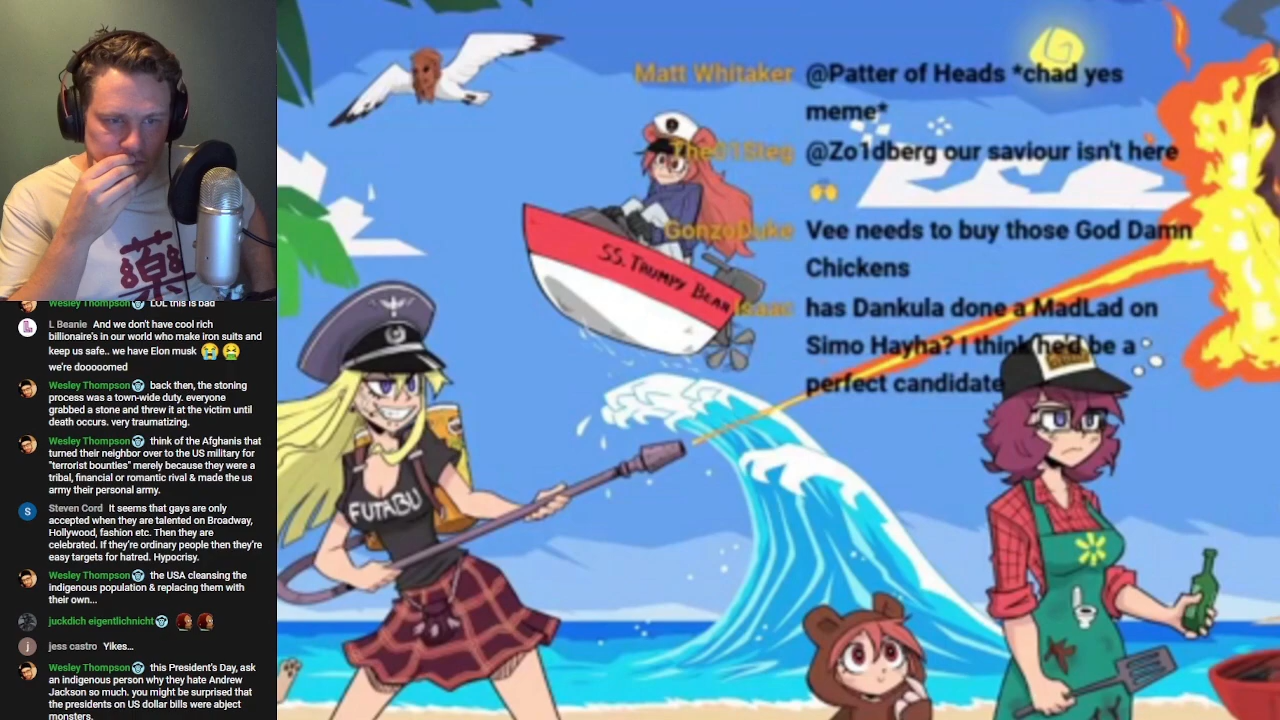 Wesley Thompson LOL this is bad
L Beanie And we don't have cool rich
billionaire's in our world who make iron suits and
keep us safe.. we have Elon musk 😭 🤮
we're dooooomed
Wesley Thompson back then, the stoning
process was a town-wide duty. everyone
grabbed a stone and threw it at the victim until
death occurs. very traumatizing.
Wesley Thompson think of the Afghanis that
turned their neighbor over to the US military for
"terrorist bounties" merely because they were a
tribal, financial or romantic rival & made the us
army their personal army.
S
Steven Cord It seems that gays are only
accepted when they are talented on Broadway,
Hollywood, fashion etc. Then they are
celebrated. If they're ordinary people then they're
easy targets for hatred. Hypocrisy.
Wesley Thompson the USA cleansing the
indigenous population & replacing them with
their own...
juckdich eigentlichnicht
j
jess castro Yikes...
Wesley Thompson this President's Day, ask
an indigenous person why they hate Andrew
Jackson so much. you might be surprised that
the presidents on US dollar bills were abject
monsters.
藥
Matt Whitaker @Patter of Heads *chad yes
meme*
The01Sleg @Zo1dberg our saviour isn't here
🙌
GonzoDuke Vee needs to buy those God Damn
Chickens
Isaac has Dankula done a MadLad on
Simo Hayha? I think he'd be a
perfect candidate
SS. TRUMPY BEAR
FUTABU